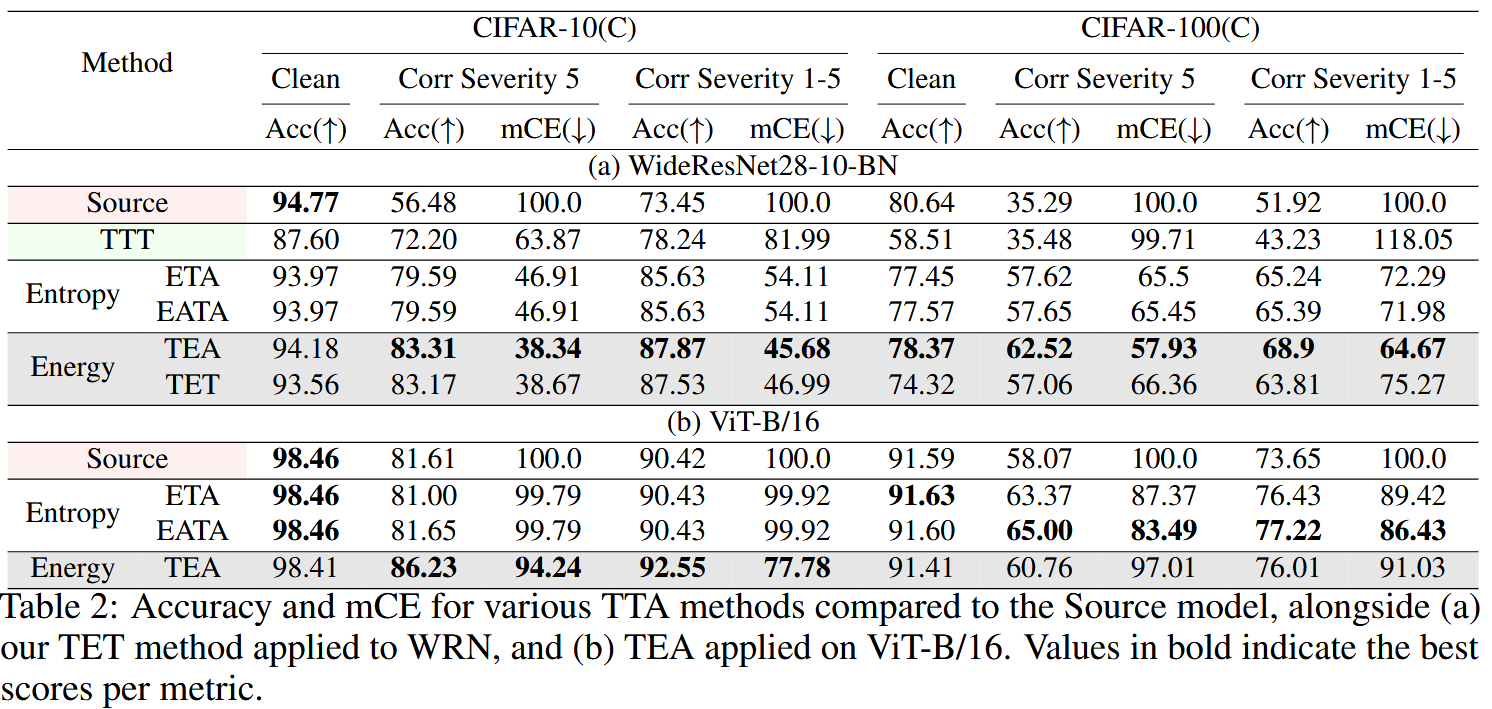 Method CIFAR-10(C) CIFAR-100(C)
Clean Corr Severity 5 Corr Severity 1-5 Clean Corr Severity 5 Corr Severity 1-5
Acc(↑) Acc(↑) mCE(↓) Acc(↑) mCE(↓) Acc(↑) Acc(↑) mCE(↓) Acc(↑) mCE(↓)
(a) WideResNet28-10-BN
Source 94.77 56.48 100.0 73.45 100.0 80.64 35.29 100.0 51.92 100.0
TTT 87.60 72.20 63.87 78.24 81.99 58.51 35.48 99.71 43.23 118.05
Entropy ETA 93.97 79.59 46.91 85.63 54.11 77.45 57.62 65.5 65.24 72.29
EATA 93.97 79.59 46.91 85.63 54.11 77.57 57.65 65.45 65.39 71.98
Energy TEA 94.18 83.31 38.34 87.87 45.68 78.37 62.52 57.93 68.9 64.67
TET 93.56 83.17 38.67 87.53 46.99 74.32 57.06 66.36 63.81 75.27
(b) ViT-B/16
Source 98.46 81.61 100.0 90.42 100.0 91.59 58.07 100.0 73.65 100.0
Entropy ETA 98.46 81.00 99.79 90.43 99.92 91.63 63.37 87.37 76.43 89.42
EATA 98.46 81.65 99.79 90.43 99.92 91.60 65.00 83.49 77.22 86.43
Energy TEA 98.41 86.23 94.24 92.55 77.78 91.41 60.76 97.01 76.01 91.03
Table 2: Accuracy and mCE for various TTA methods compared to the Source model, alongside (a)
our TET method applied to WRN, and (b) TEA applied on ViT-B/16. Values in bold indicate the best
scores per metric.